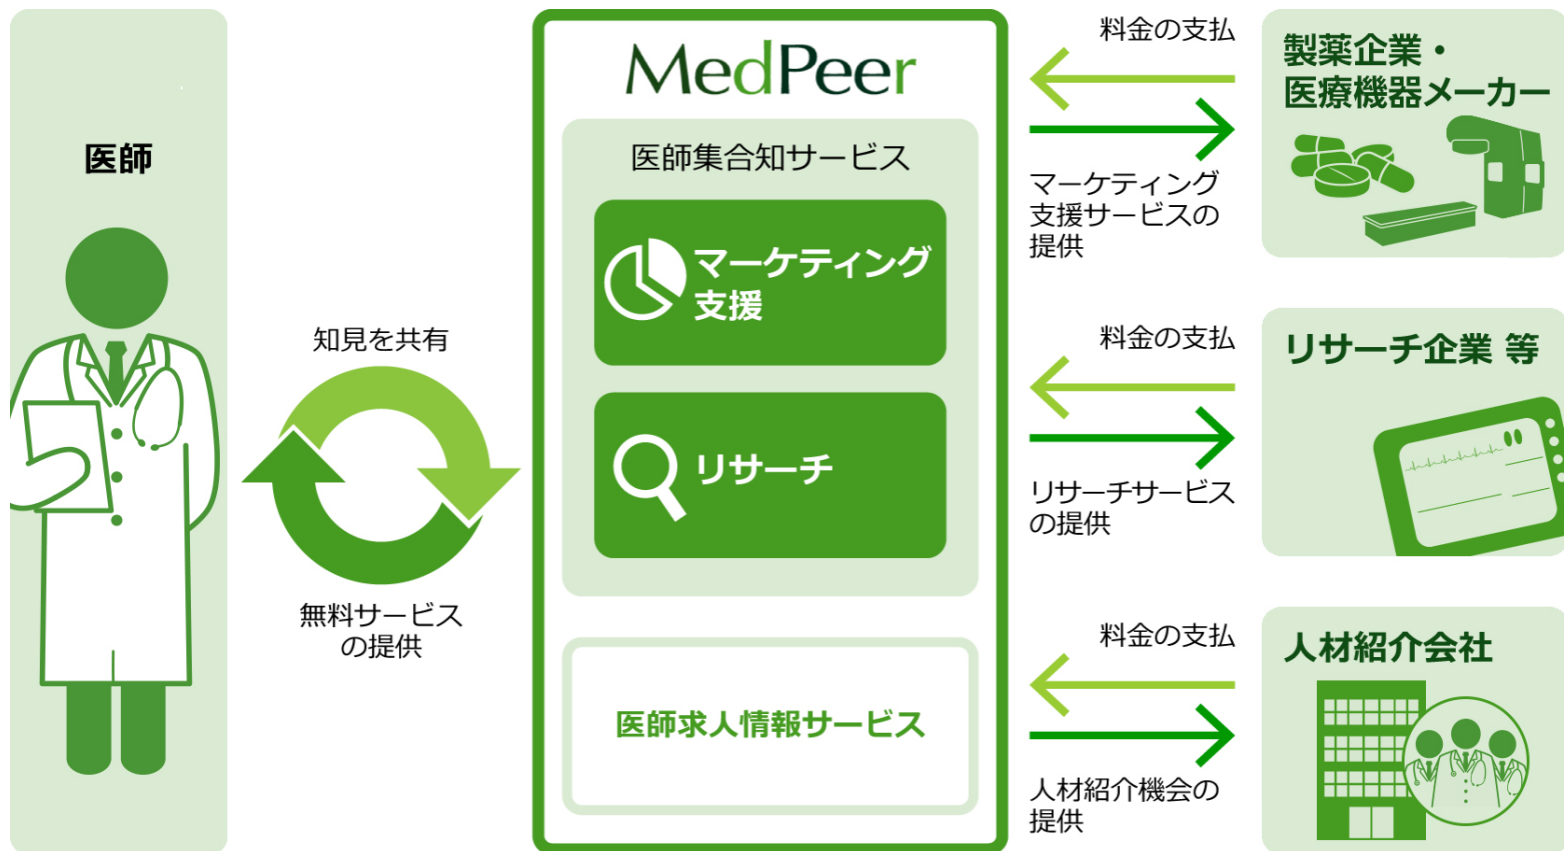 医師
知見を共有
無料サービス
の提供
MedPeer
医師集合知サービス
マーケティング
支援
リサーチ
医師求人情報サービス
料金の支払
マーケティング
支援サービスの
提供
製薬企業・
医療機器メーカー
料金の支払
リサーチサービス
の提供
リサーチ企業 等
料金の支払
人材紹介機会の
提供
人材紹介会社